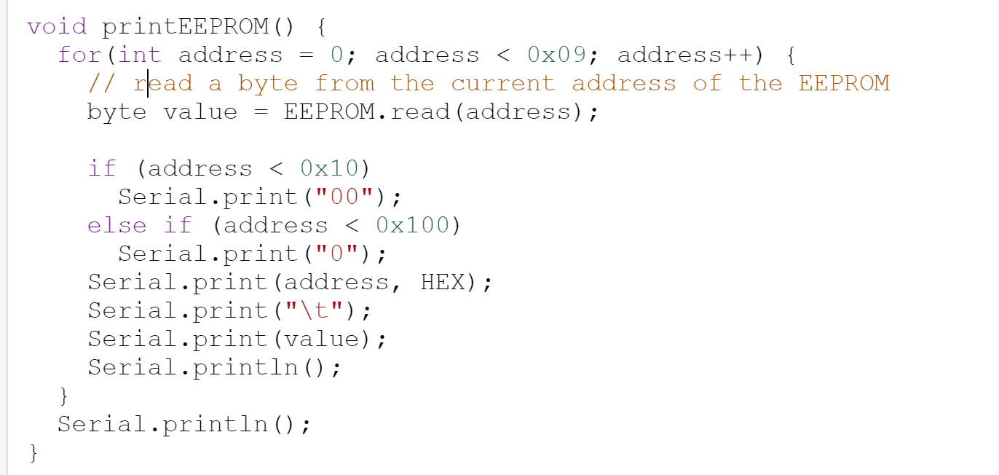 void printEEPROM() {
  for(int address = 0; address < 0x09; address++) {
    // read a byte from the current address of the EEPROM
    byte value = EEPROM.read(address);

    if (address < 0x10)
      Serial.print("00");
    else if (address < 0x100)
      Serial.print("0");
    Serial.print(address, HEX);
    Serial.print("\t");
    Serial.print(value);
    Serial.println();
  }
  Serial.println();
}